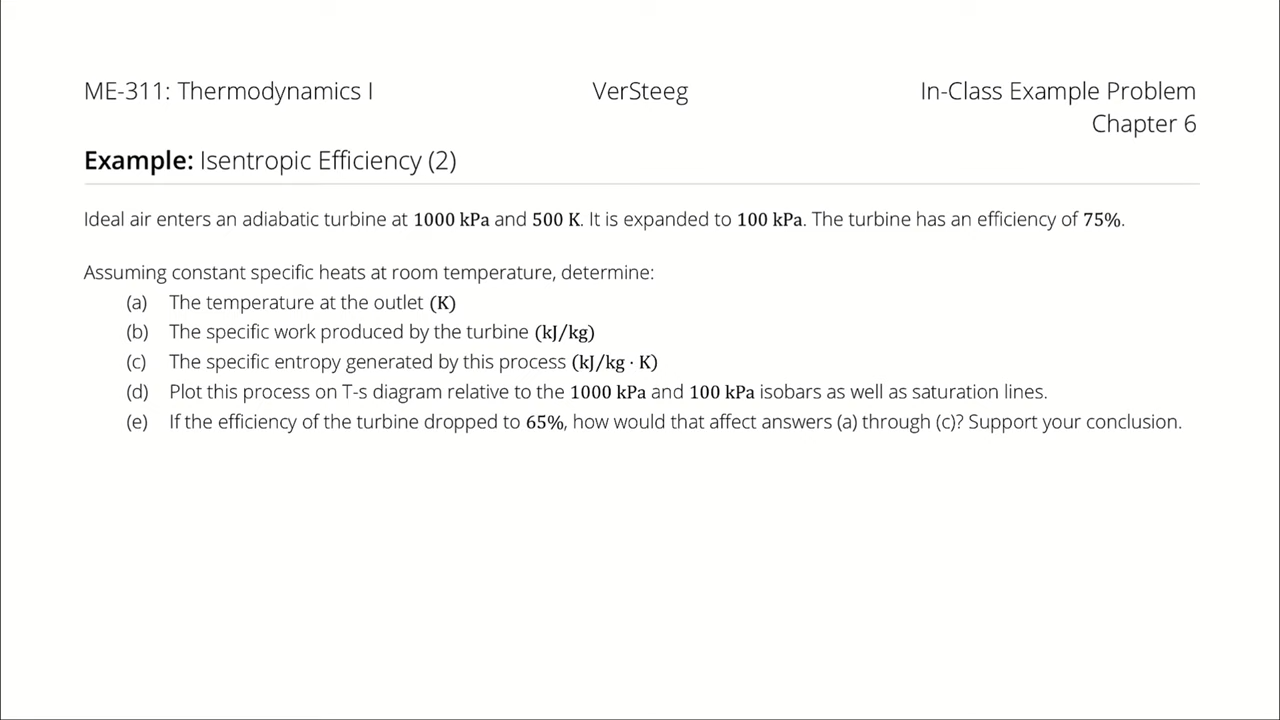 ME-311: Thermodynamics I VerSteeg In-Class Example Problem
Chapter 6
Example: Isentropic Efficiency (2)
Ideal air enters an adiabatic turbine at 1000 kPa and 500 K. It is expanded to 100 kPa. The turbine has an efficiency of 75%.
Assuming constant specific heats at room temperature, determine:
(a) The temperature at the outlet (K)
(b) The specific work produced by the turbine (kJ/kg)
(c) The specific entropy generated by this process (kJ/kg · K)
(d) Plot this process on T-s diagram relative to the 1000 kPa and 100 kPa isobars as well as saturation lines.
(e) If the efficiency of the turbine dropped to 65%, how would that affect answers (a) through (c)? Support your conclusion.